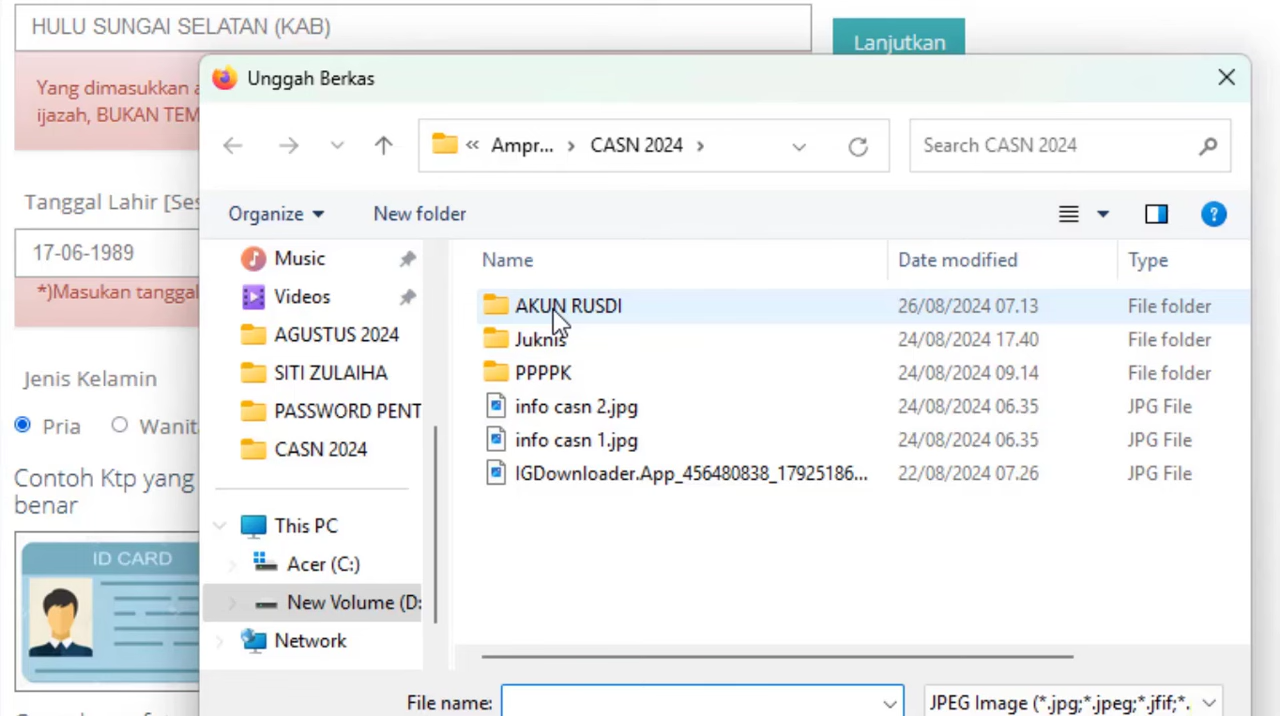 HULU SUNGAI SELATAN (KAB)
Lanjutkan
Yang dimasukkan
ijazah, BUKAN TEM
Unggah Berkas
« Ampr... > CASN 2024 >
Search CASN 2024
Tanggal Lahir [Ses
17-06-1989
*)Masukan tanggal
Organize
New folder
?
Music
Videos
AGUSTUS 2024
SITI ZULAIHA
PASSWORD PENT
CASN 2024
This PC
Acer (C:)
New Volume (D:
Network
Name Date modified Type
AKUN RUSDI 26/08/2024 07.13 File folder
Juknis 24/08/2024 17.40 File folder
PPPPK 24/08/2024 09.14 File folder
info casn 2.jpg 24/08/2024 06.35 JPG File
info casn 1.jpg 24/08/2024 06.35 JPG File
IGDownloader.App_456480838_17925186... 22/08/2024 07.26 JPG File
Jenis Kelamin
Pria Wanita
Contoh Ktp yang
benar
ID CARD
File name:
JPEG Image (*.jpg;*.jpeg;*.jfif;*.